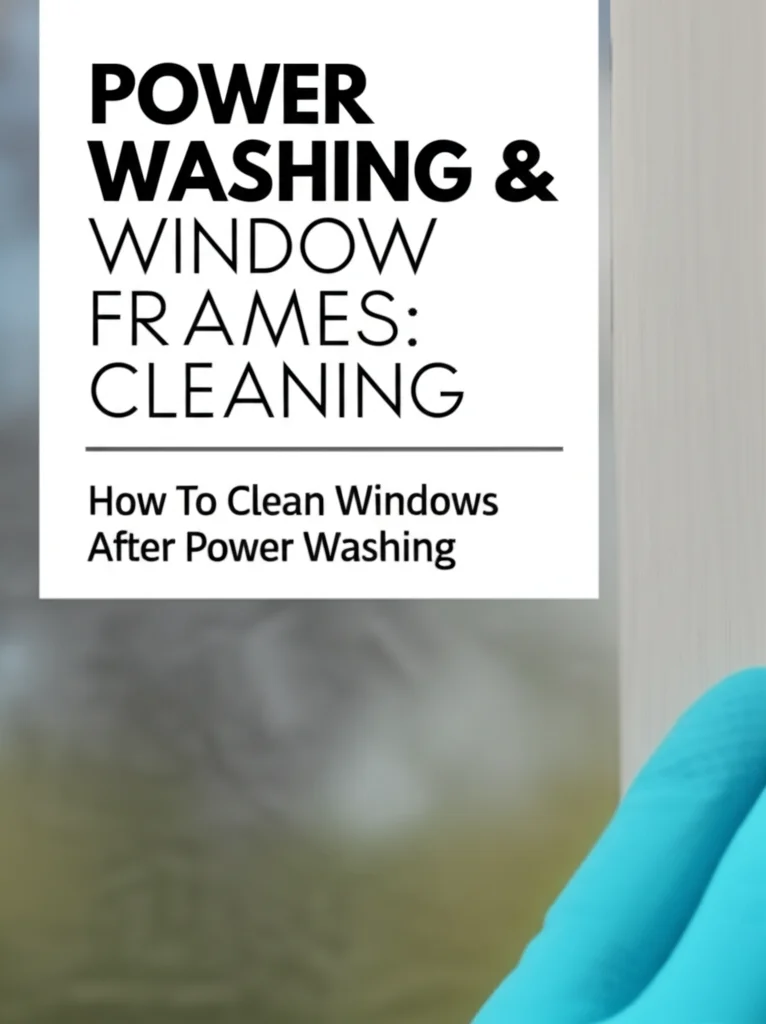 POWER
WASHING &
WINDOW
FRAMES:
CLEANING
How To Clean Windows
After Power Washing